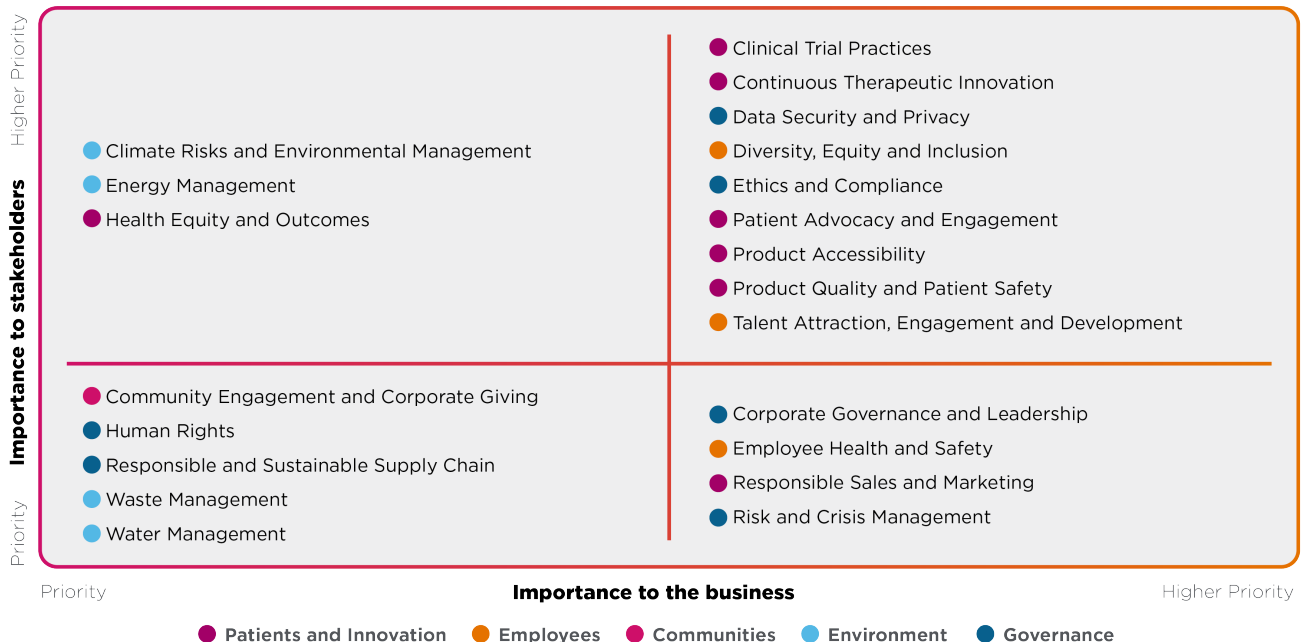 Higher Priority
Importance to stakeholders
Priority
Climate Risks and Environmental Management
Energy Management
Health Equity and Outcomes
Clinical Trial Practices
Continuous Therapeutic Innovation
Data Security and Privacy
Diversity, Equity and Inclusion
Ethics and Compliance
Patient Advocacy and Engagement
Product Accessibility
Product Quality and Patient Safety
Talent Attraction, Engagement and Development
Community Engagement and Corporate Giving
Human Rights
Responsible and Sustainable Supply Chain
Waste Management
Water Management
Corporate Governance and Leadership
Employee Health and Safety
Responsible Sales and Marketing
Risk and Crisis Management
Priority
Importance to the business
Higher Priority
Patients and Innovation
Employees
Communities
Environment
Governance